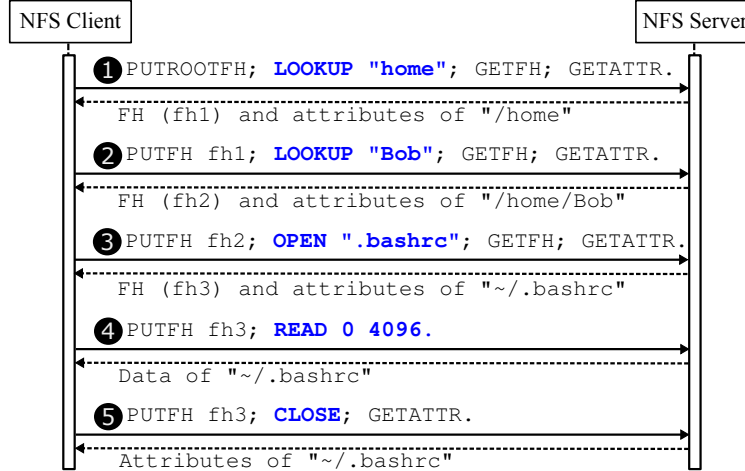 NFS Client NFS Server
1 PUTROOTFH; LOOKUP "home"; GETFH; GETATTR.
FH (fh1) and attributes of "/home"
2 PUTFH fh1; LOOKUP "Bob"; GETFH; GETATTR.
FH (fh2) and attributes of "/home/Bob"
3 PUTFH fh2; OPEN ".bashrc"; GETFH; GETATTR.
FH (fh3) and attributes of "~/.bashrc"
4 PUTFH fh3; READ 0 4096.
Data of "~/.bashrc"
5 PUTFH fh3; CLOSE; GETATTR.
Attributes of "~/.bashrc"